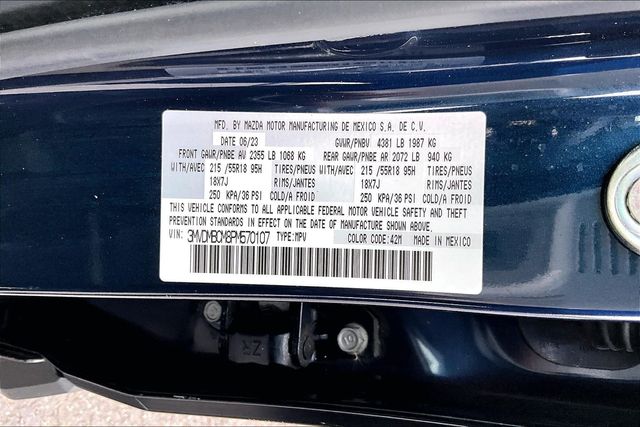 MFD. BY MAZDA MOTOR MANUFACTURING DE MEXICO S.A. DE C.V.
DATE 06/23 GVWR/PNBV 4381 LB 1987 KG
FRONT GAWR/PNBE AV 2355 LB 1068 KG REAR GAWR/PNBE AR 2072 LB 940 KG
WITH/AVEC 215 /55R18 95H TIRES/PNEUS WITH/AVEC 215 /55R18 95H TIRES/PNEUS
18X7J RIMS/JANTES 18X7J RIMS/JANTES
250 KPA/36 PSI COLD/A FROID 250 KPA/36 PSI COLD/A FROID
THIS VEHICLE CONFORMS TO ALL APPLICABLE FEDERAL MOTOR VEHICLE SAFETY AND THEFT
PREVENTION STANDARDS IN EFFECT ON THE DATE OF MANUFACTURE SHOWN ABOVE.
VIN: 3MVDMBCM8PM570107 TYPE:MPV COLOR CODE:42M MADE IN MEXICO
ZR